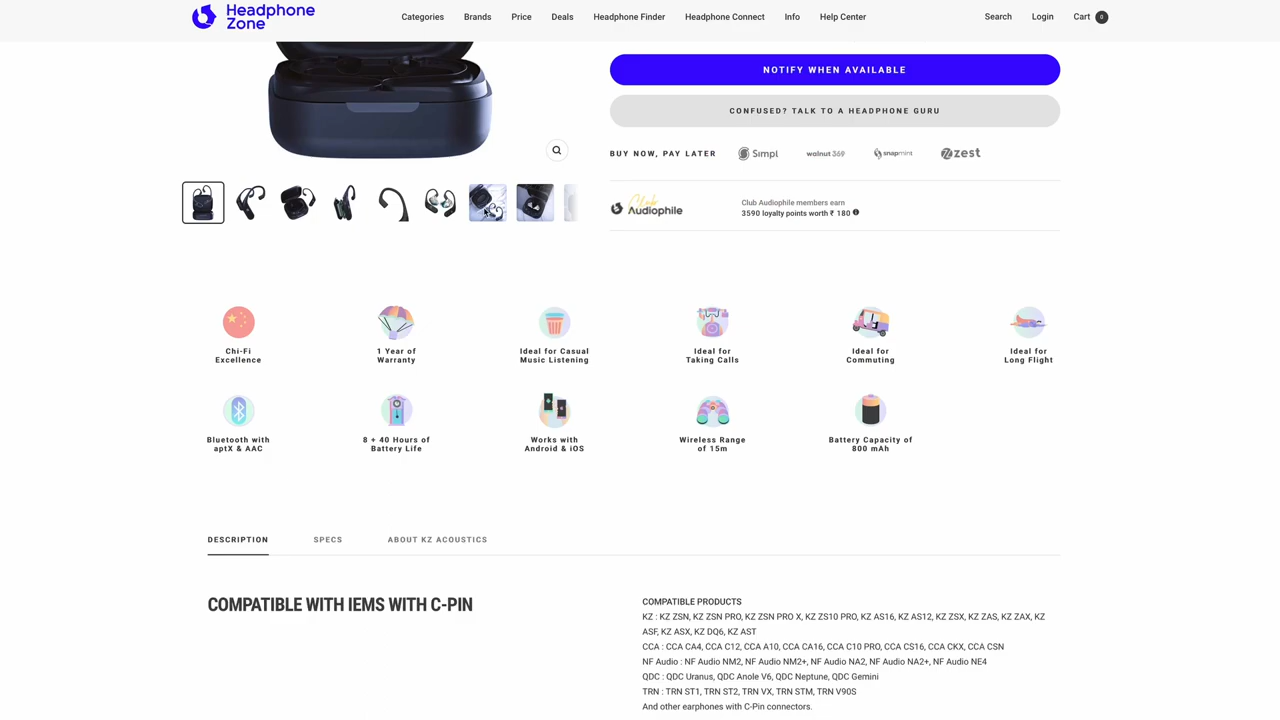 Headphone
Zone
Categories
Brands
Price
Deals
Headphone Finder
Headphone Connect
Info
Help Center
Search
Login
Cart
0
NOTIFY WHEN AVAILABLE
CONFUSED? TALK TO A HEADPHONE GURU
BUY NOW, PAY LATER
Simpl
walnut 369
snapmint
zest
Club
Audiophile
Club Audiophile members earn
3590 loyalty points worth ₹ 180
Chi-Fi
Excellence
1 Year of
Warranty
Ideal for Casual
Music Listening
Ideal for
Taking Calls
Ideal for
Commuting
Ideal for
Long Flight
Bluetooth with
aptX & AAC
8 + 40 Hours of
Battery Life
Works with
Android & iOS
Wireless Range
of 15m
Battery Capacity of
800 mAh
DESCRIPTION
SPECS
ABOUT KZ ACOUSTICS
COMPATIBLE WITH IEMS WITH C-PIN
COMPATIBLE PRODUCTS
KZ : KZ ZSN, KZ ZSN PRO, KZ ZSN PRO X, KZ ZS10 PRO, KZ AS16, KZ AS12, KZ ZSX, KZ ZAS, KZ ZAX, KZ
ASF, KZ ASX, KZ DQ6, KZ AST
CCA : CCA CA4, CCA C12, CCA A10, CCA CA16, CCA C10 PRO, CCA CS16, CCA CKX, CCA CSN
NF Audio : NF Audio NM2, NF Audio NM2+, NF Audio NA2, NF Audio NA2+, NF Audio NE4
QDC : QDC Uranus, QDC Anole V6, QDC Neptune, QDC Gemini
TRN : TRN ST1, TRN ST2, TRN VX, TRN STM, TRN V90S
And other earphones with C-Pin connectors.